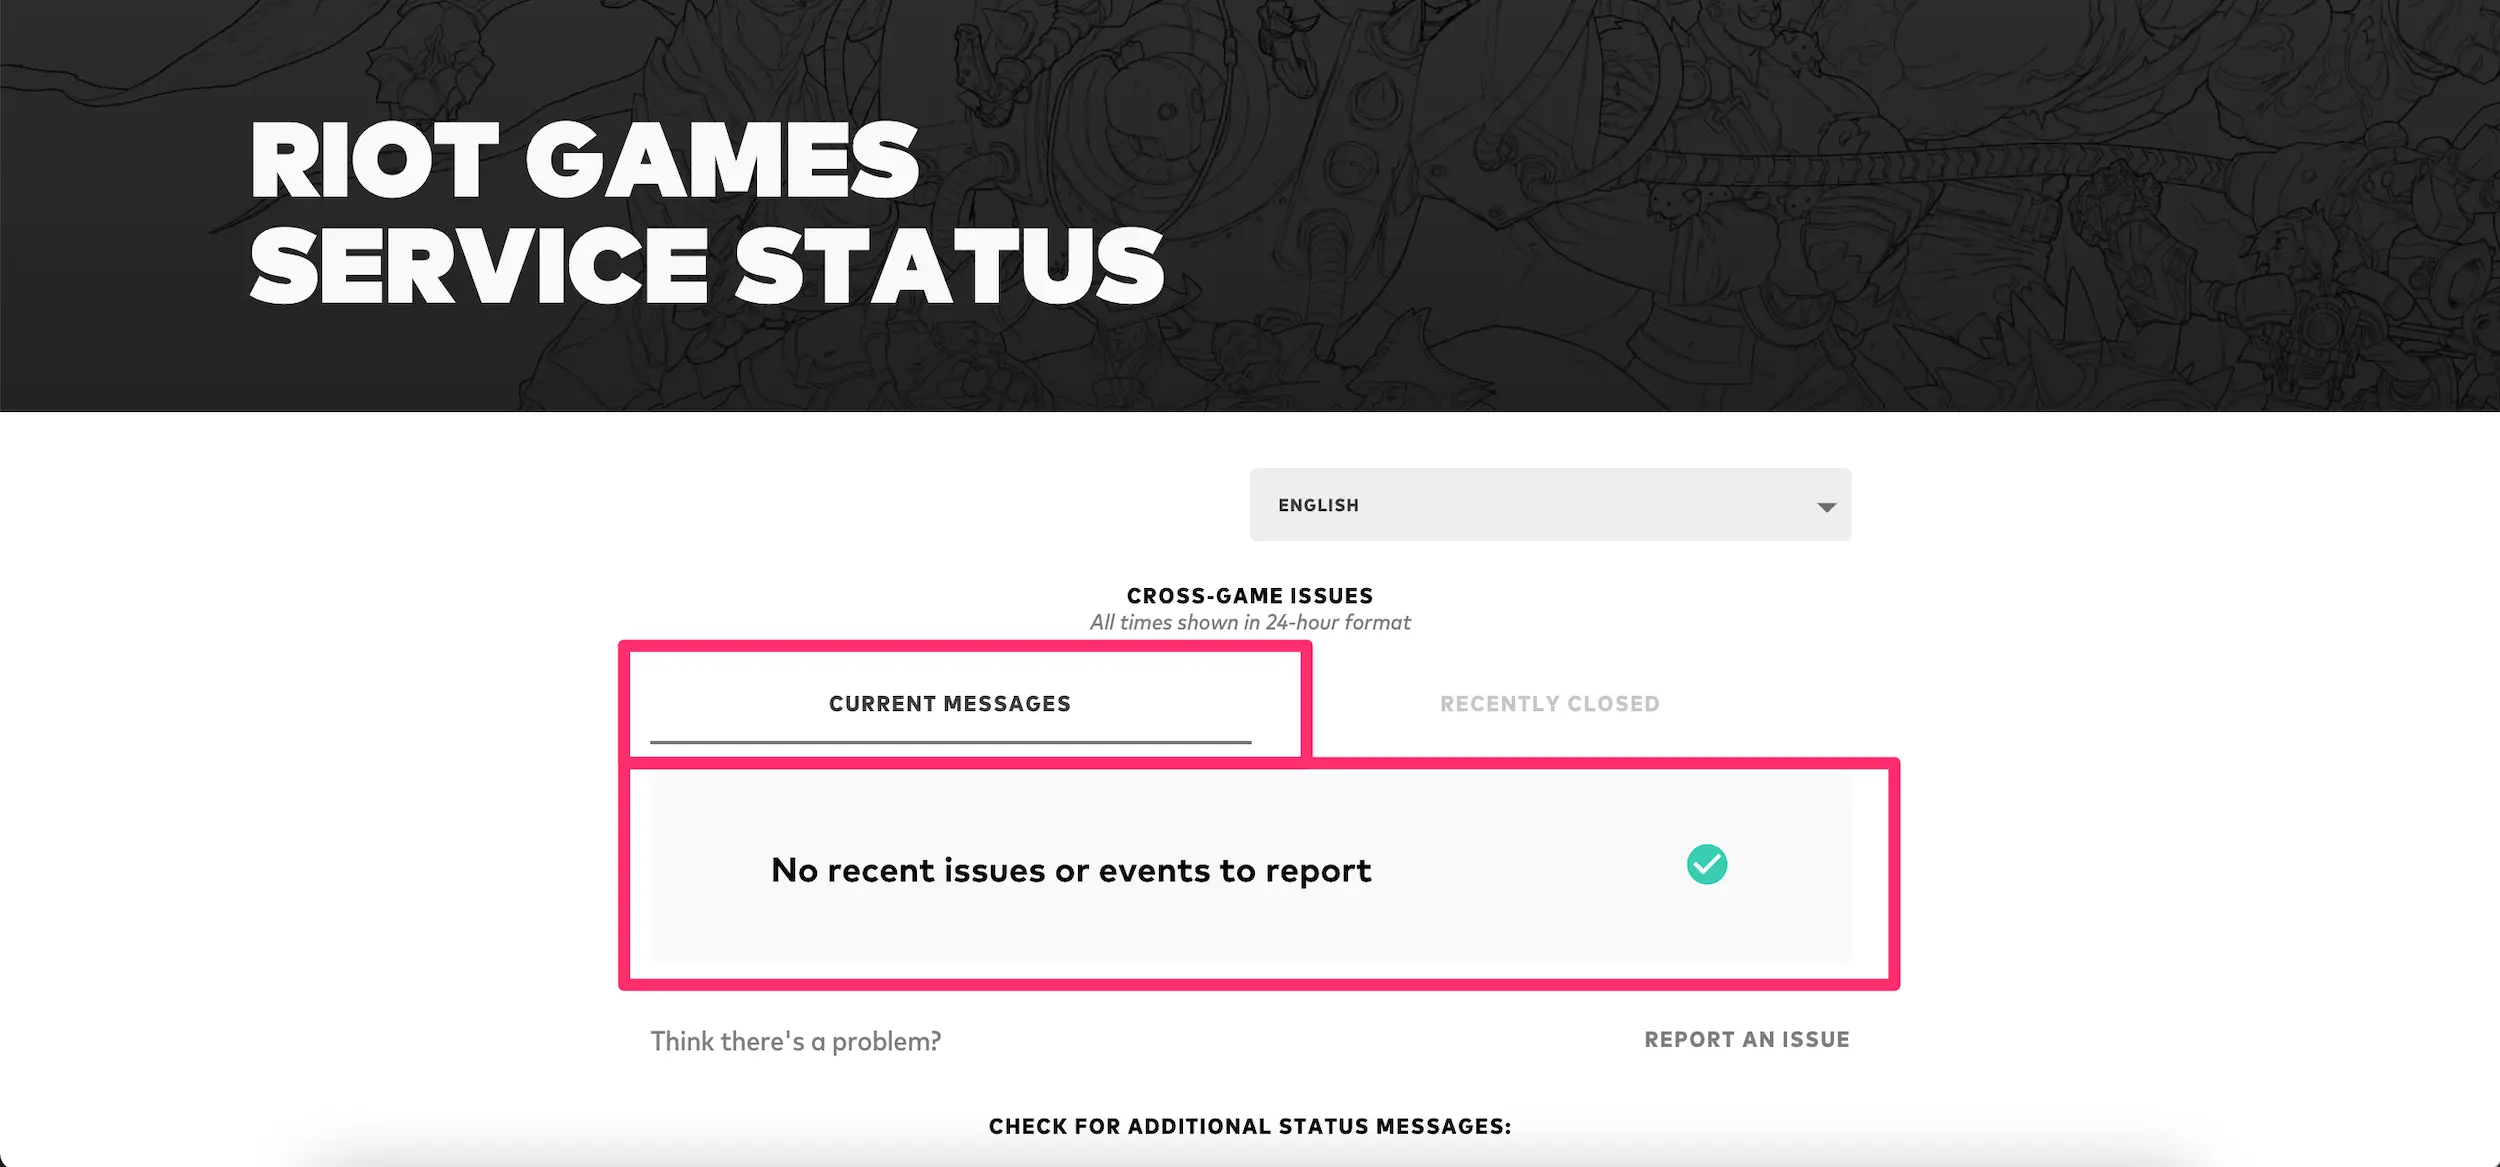 RIOT GAMES
SERVICE STATUS
ENGLISH
CROSS-GAME ISSUES
All times shown in 24-hour format
CURRENT MESSAGES
RECENTLY CLOSED
No recent issues or events to report
Think there's a problem?
REPORT AN ISSUE
CHECK FOR ADDITIONAL STATUS MESSAGES: